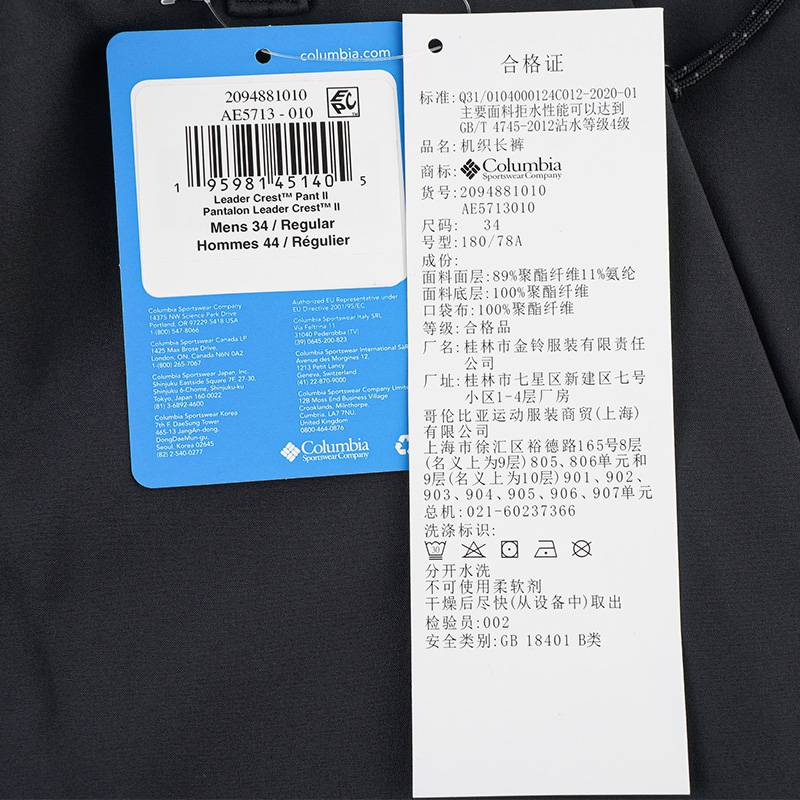 columbia.com
2094881010
AE5713 - 010
EPC
1 95981 45140 5
Leader Crest™ Pant II
Pantalon Leader Crest™ II
Mens 34 / Regular
Hommes 44 / Régulier
Columbia Sportswear Company
14375 NW Science Park Drive
Portland, OR 97229 5418 USA
1-(800) 547-8066
Columbia Sportswear Canada LP
1425 Max Brose Drive,
London, ON, Canada N6N 0A2
1-(800) 265-7067
Columbia Sportswear Japan, Inc.
Shinjuku Eastside Square 7F, 27-30,
Shinjuku 6-Chome, Shinjuku-ku
Tokyo, Japan 160-0022
(81) 3-6892-4600
Columbia Sportswear Korea
7th F, DaeSung Tower
465-13 JangAn-dong,
DongDaeMun-gu,
Seoul, Korea
(82) 2-540-0277
Authorized EU Representative under
EU Directive 2001/95/EC
Columbia Sportswear Italy SRL
Via Feltrina 11
31040 Pederobba (TV)
(39) 0645-200-823
Columbia Sportswear International Sàr
Avenue des Morgines 12,
1213 Petit Lancy
Geneva, Switzerland
(41) 22-870-9000
Columbia Sportswear Company Limit
128 Moss End Business Village
Crooklands, Milnthorpe,
Cumbria, LA7 7NU,
United Kingdom
0800-464-0876
Columbia
Sportswear Company
合格证
标准: Q31/0104000124C012-2020-01
主要面料拒水性能可以达到
GB/T 4745-2012沾水等级4级
品名: 机织长裤
商标: Columbia
Sportswear Company
货号: 2094881010
AE5713010
尺码: 34
号型: 180/78A
成份:
面料面层: 89%聚酯纤维11%氨纶
面料底层: 100%聚酯纤维
口袋布: 100%聚酯纤维
等级: 合格品
厂名: 桂林市金铃服装有限责任
公司
厂址: 桂林市七星区新建区七号
小区1-4层厂房
哥伦比亚运动服装商贸(上海)
有限公司
上海市徐汇区裕德路165号8层
(名义上为9层)805、806单元和
9层(名义上为10层)901、902、
903、904、905、906、907单元
总机: 021-60237366
洗涤标识:
30
分开水洗
不可使用柔软剂
干燥后尽快(从设备中)取出
检验员: 002
安全类别: GB 18401 B类